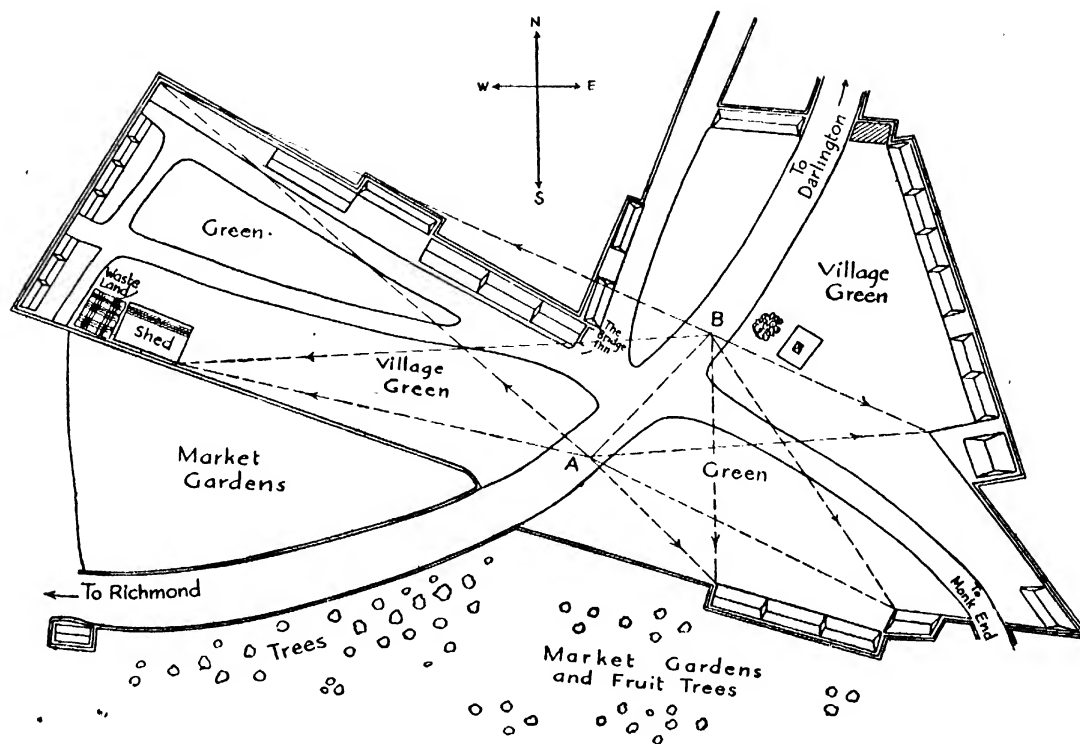 N
W E
S
To
Darlington
Green.
Waste
Land
Shed
The
Bridge
Inn
Village
Green
B
Village
Green
A
Green
Market
Gardens
To Richmond
To
Monk End
Trees
Market Gardens
and Fruit Trees